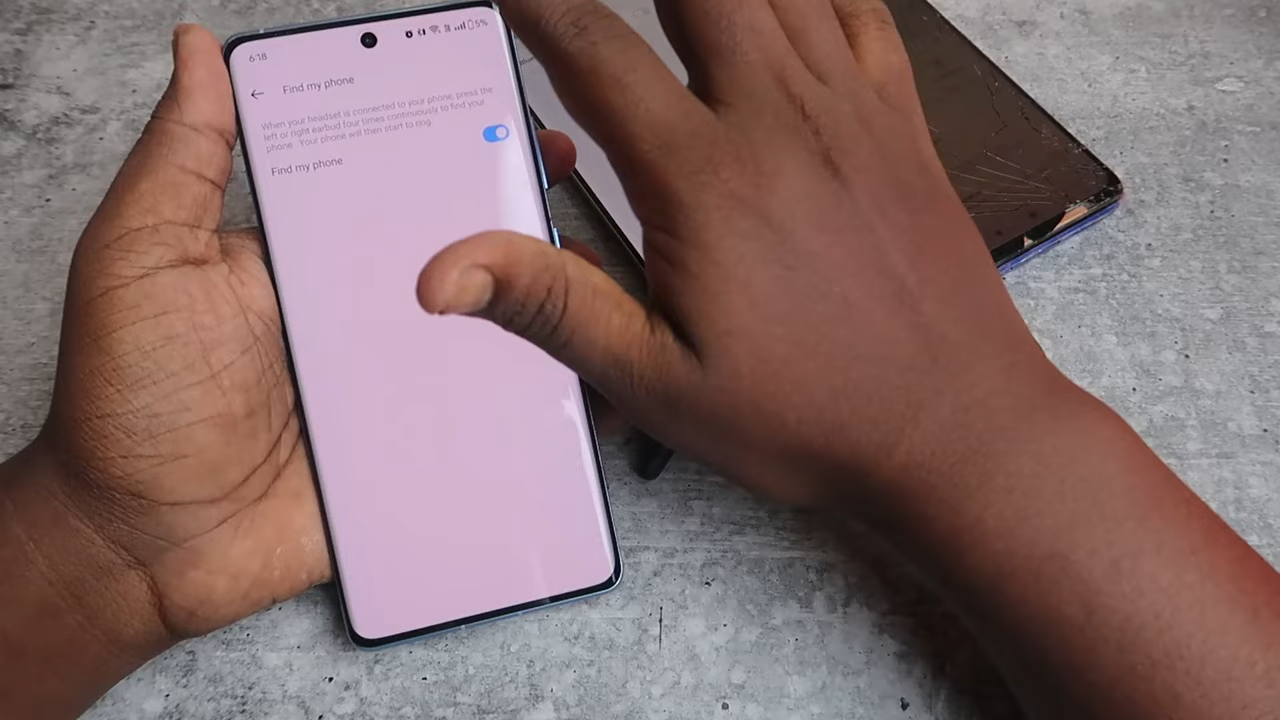 6:18
5%
Find my phone
When your headset is connected to your phone, press the
left or right earbud four times continuously to find your
phone. Your phone will then start to ring.
Find my phone